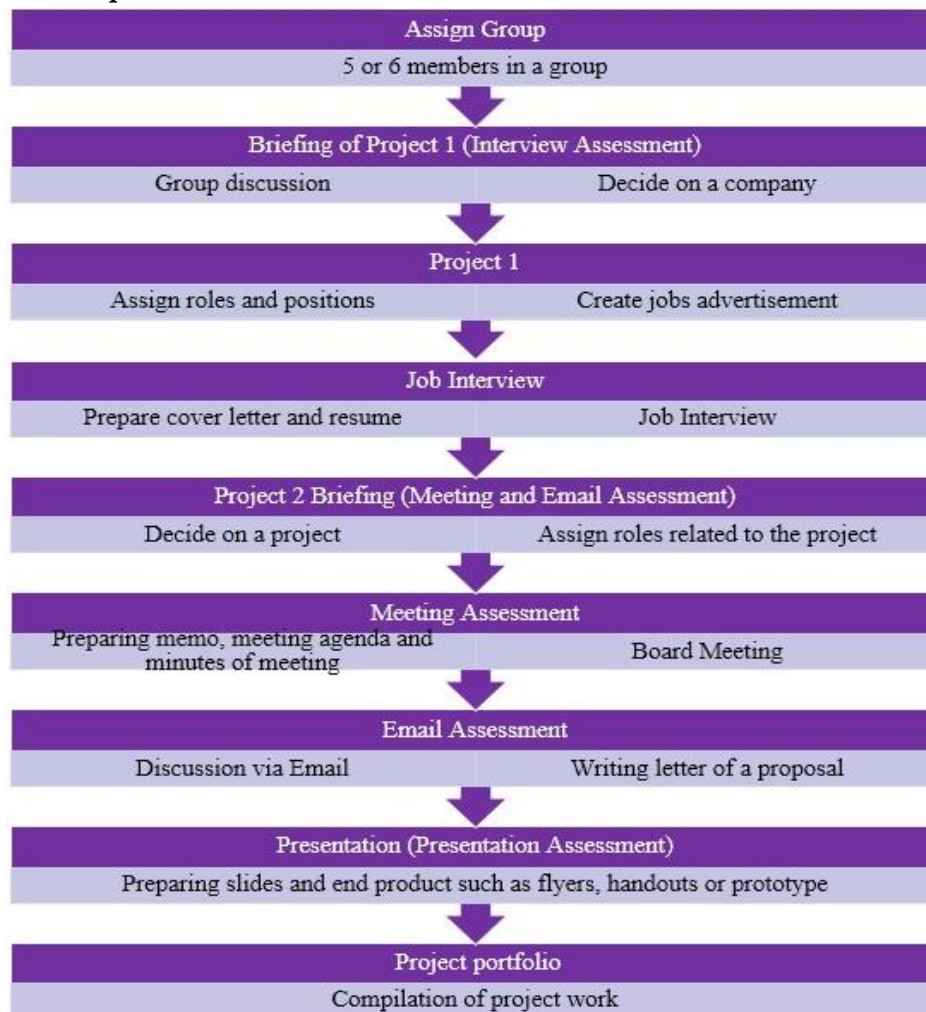 Assign Group
5 or 6 members in a group
Briefing of Project 1 (Interview Assessment)
Group discussion
Decide on a company
Project 1
Assign roles and positions
Create jobs advertisement
Job Interview
Prepare cover letter and resume
Job Interview
Project 2 Briefing (Meeting and Email Assessment)
Decide on a project
Assign roles related to the project
Meeting Assessment
Preparing memo, meeting agenda and
minutes of meeting
Board Meeting
Email Assessment
Discussion via Email
Writing letter of a proposal
Presentation (Presentation Assessment)
Preparing slides and end product such as flyers, handouts or prototype
Project portfolio
Compilation of project work